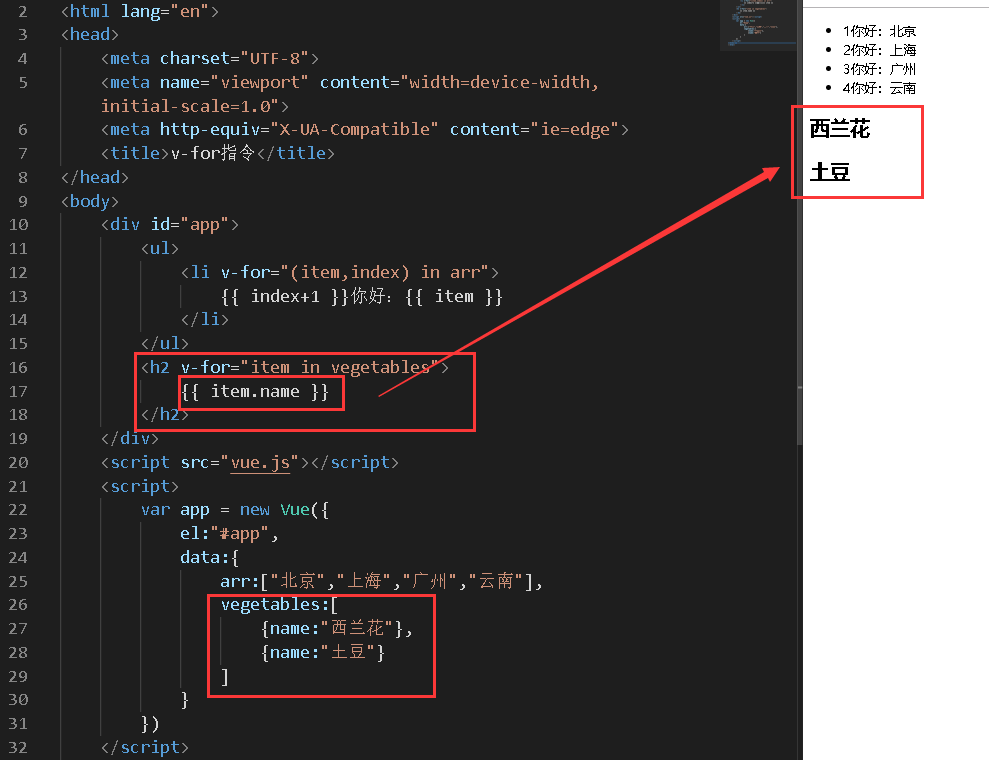 2 <html lang="en">
3 <head>
4 <meta charset="UTF-8">
5 <meta name="viewport" content="width=device-width,
initial-scale=1.0">
6 <meta http-equiv="X-UA-Compatible" content="ie=edge">
7 <title>v-for指令</title>
8 </head>
9 <body>
10 <div id="app">
11 <ul>
12 <li v-for="(item,index) in arr">
13 {{ index+1 }}你好：{{ item }}
14 </li>
15 </ul>
16 <h2 v-for="item in vegetables">
17 {{ item.name }}
18 </h2>
19 </div>
20 <script src="vue.js"></script>
21 <script>
22 var app = new Vue({
23 el:"#app",
24 data:{
25 arr:["北京","上海","广州","云南"],
26 vegetables:[
27 {name:"西兰花"},
28 {name:"土豆"}
29 ]
30 }
31 })
32 </script>
1你好：北京
2你好：上海
3你好：广州
4你好：云南
西兰花
土豆